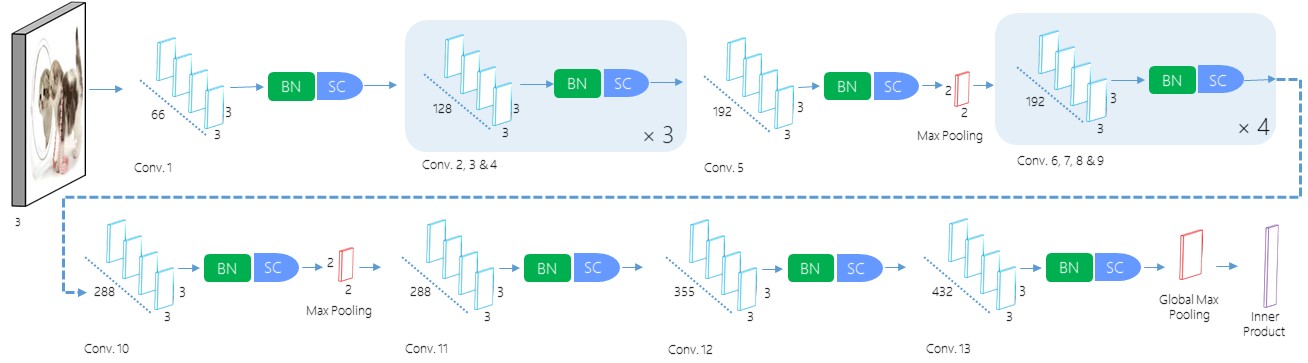 3
66
3
3
BN
SC
Conv. 1
128
3
3
BN
SC
× 3
Conv. 2, 3 & 4
192
3
3
BN
SC
Conv. 5
2
2
Max Pooling
192
3
3
BN
SC
× 4
Conv. 6, 7, 8 & 9
288
3
3
BN
SC
Conv. 10
2
2
Max Pooling
288
3
3
BN
SC
Conv. 11
355
3
3
BN
SC
Conv. 12
432
3
3
BN
SC
Conv. 13
Global Max
Pooling
Inner
Product